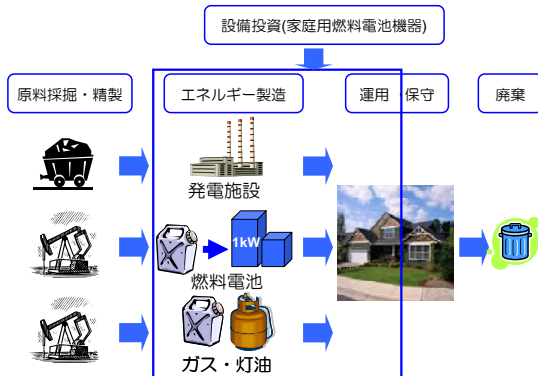 設備投資(家庭用燃料電池機器)
原料採掘・精製
エネルギー製造
運用・保守
廃棄
発電施設
1kW
燃料電池
ガス・灯油